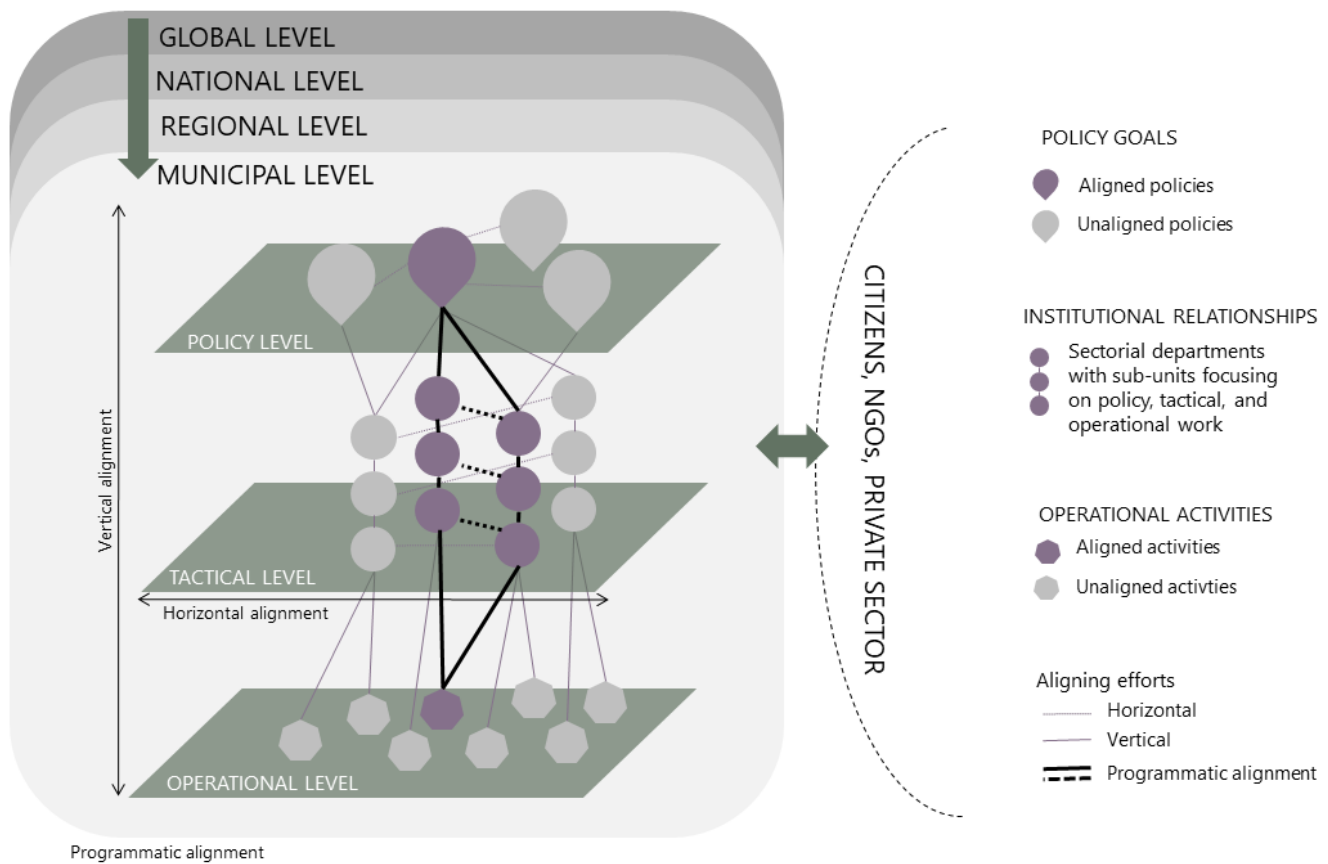 GLOBAL LEVEL
NATIONAL LEVEL
REGIONAL LEVEL
MUNICIPAL LEVEL
Vertical alignment
POLICY LEVEL
TACTICAL LEVEL
Horizontal alignment
OPERATIONAL LEVEL
Programmatic alignment
CITIZENS, NGOs, PRIVATE SECTOR
POLICY GOALS
Aligned policies
Unaligned policies
INSTITUTIONAL RELATIONSHIPS
Sectorial departments
with sub-units focusing
on policy, tactical, and
operational work
OPERATIONAL ACTIVITIES
Aligned activities
Unaligned activties
Aligning efforts
Horizontal
Vertical
Programmatic alignment